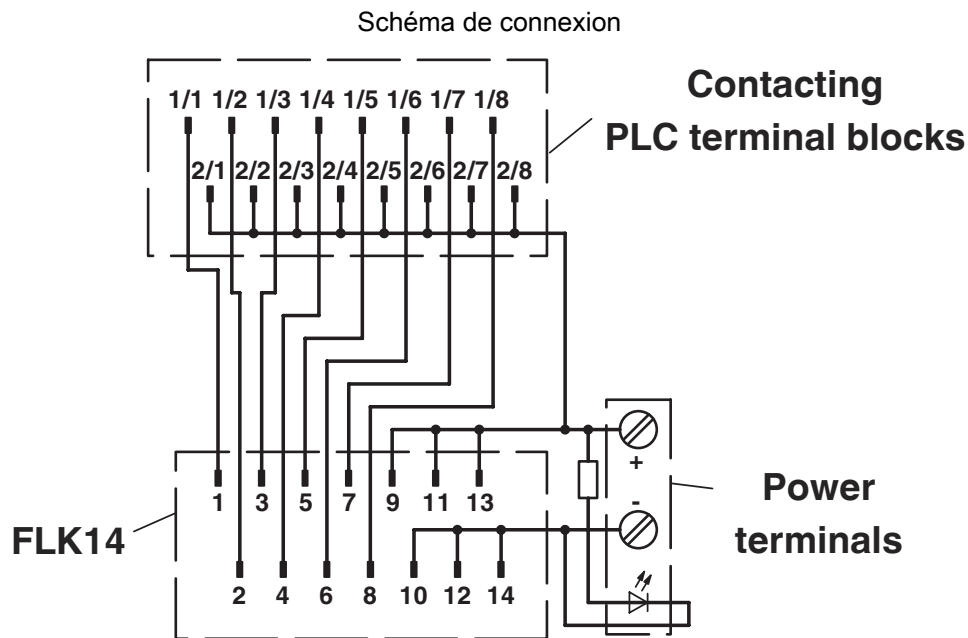 Schéma de connexion
Contacting
PLC terminal blocks
1/1 1/2 1/3 1/4 1/5 1/6 1/7 1/8
2/1 2/2 2/3 2/4 2/5 2/6 2/7 2/8
+
-
Power
terminals
FLK14
1 3 5 7 9 11 13
2 4 6 8 10 12 14